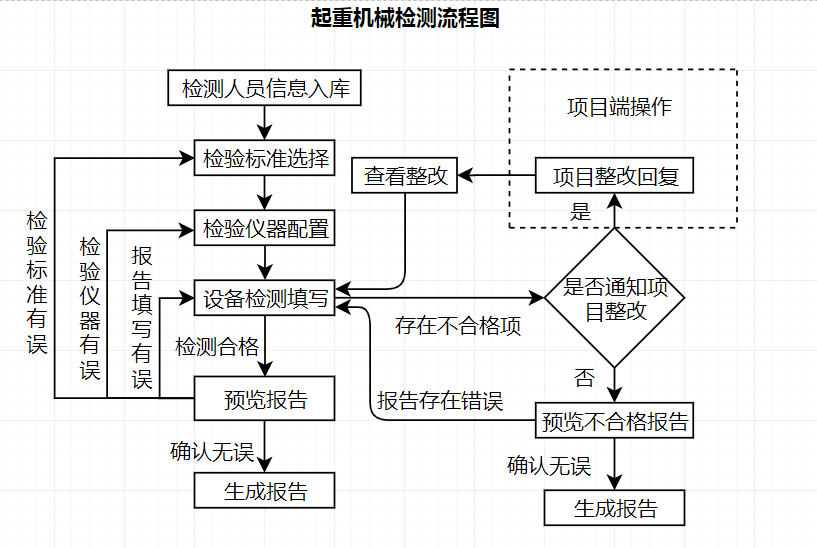 起重机械检测流程图
检测人员信息入库
项目端操作
检验标准选择
查看整改
项目整改回复
是
检验标准有误
检验仪器有误
报告填写有误
检验仪器配置
设备检测填写
是否通知项
目整改
存在不合格项
检测合格
否
预览报告
报告存在错误
预览不合格报告
确认无误
确认无误
生成报告
生成报告